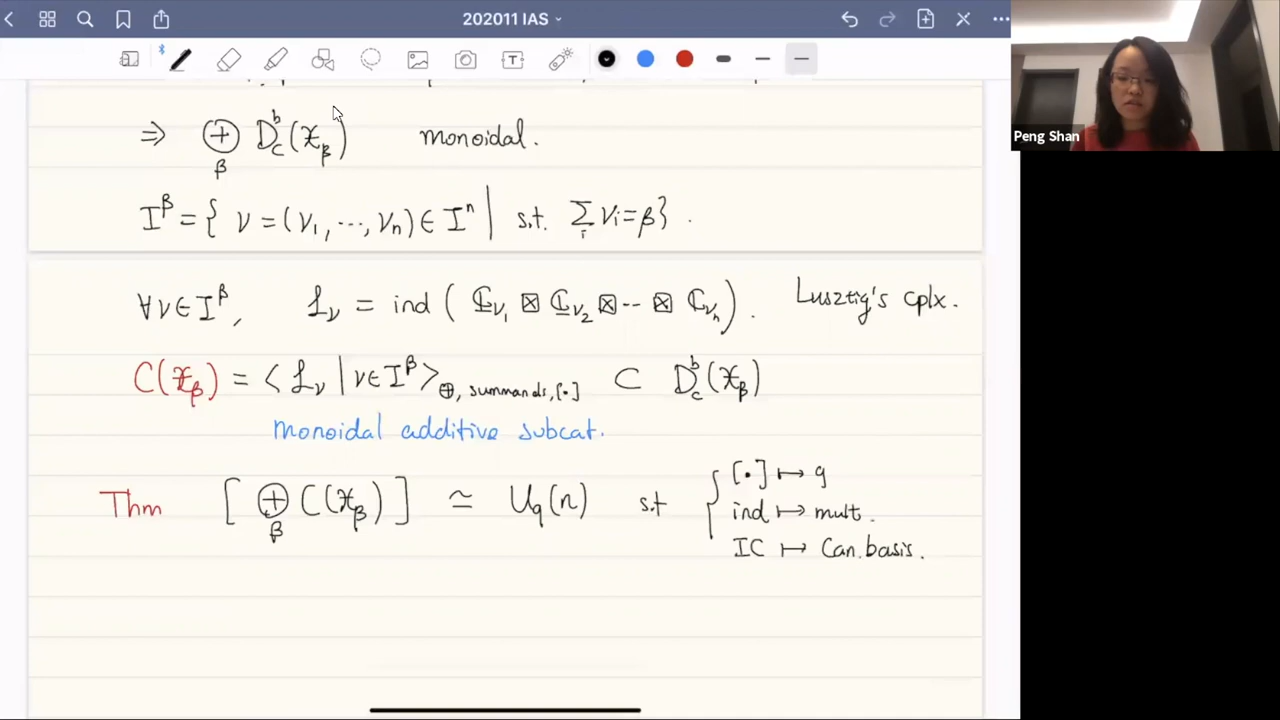 202011 IAS
Peng Shan
⇒ ⊕_β D^b_c(𝒳_β) monoidal.
I^β = { ν = (ν_1, ..., ν_n) ∈ I^n | s.t. Σ_i ν_i = β } .
∀ν ∈ I^β, ℒ_ν = ind ( ℂ_{ν_1} ⊠ ℂ_{ν_2} ⊠ ... ⊠ ℂ_{ν_n} ) . Lusztig's cplx.
C(𝒳_β) = ⟨ ℒ_ν | ν ∈ I^β ⟩_{⊕, summands, [•]} ⊂ D^b_c(𝒳_β)
monoidal additive subcat.
Thm [ ⊕_β C(𝒳_β) ] ≃ U_q(n) s.t
[•] ↦ q
ind ↦ mult.
IC ↦ Can. basis.